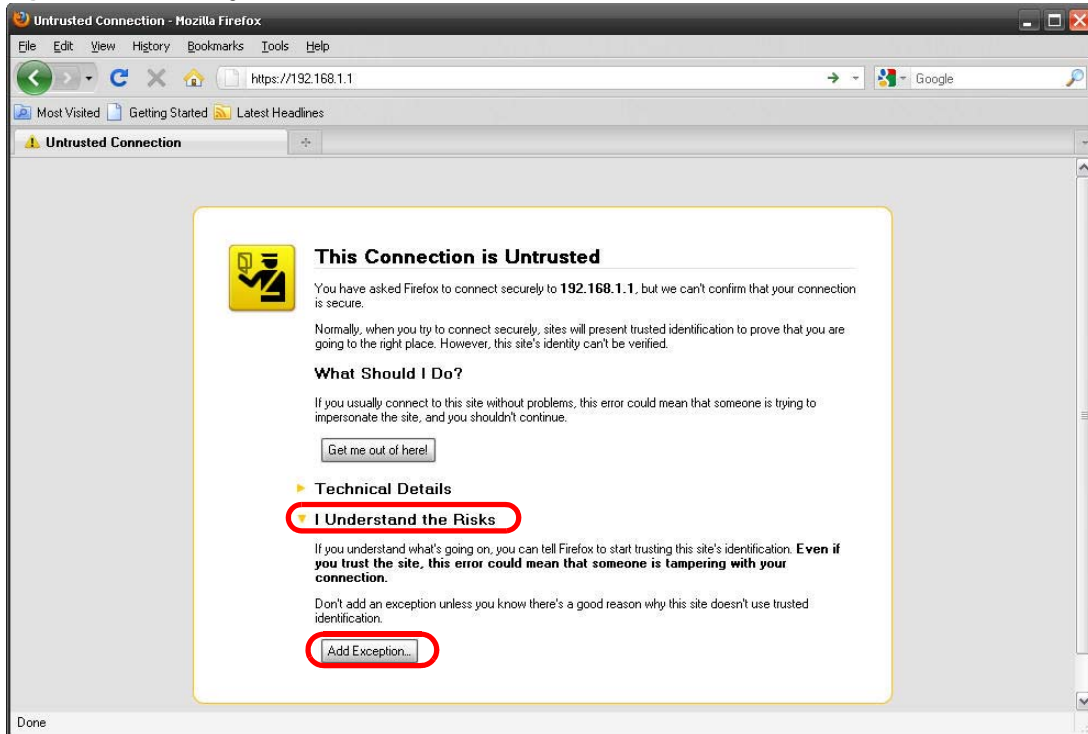 Untrusted Connection - Mozilla Firefox
File Edit View History Bookmarks Tools Help
https://192.168.1.1 Google
Most Visited Getting Started Latest Headlines
Untrusted Connection
This Connection is Untrusted
You have asked Firefox to connect securely to 192.168.1.1, but we can't confirm that your connection
is secure.
Normally, when you try to connect securely, sites will present trusted identification to prove that you are
going to the right place. However, this site's identity can't be verified.
What Should I Do?
If you usually connect to this site without problems, this error could mean that someone is trying to
impersonate the site, and you shouldn't continue.
Get me out of here!
Technical Details
I Understand the Risks
If you understand what's going on, you can tell Firefox to start trusting this site's identification. Even if
you trust the site, this error could mean that someone is tampering with your
connection.
Don't add an exception unless you know there's a good reason why this site doesn't use trusted
identification.
Add Exception...
Done